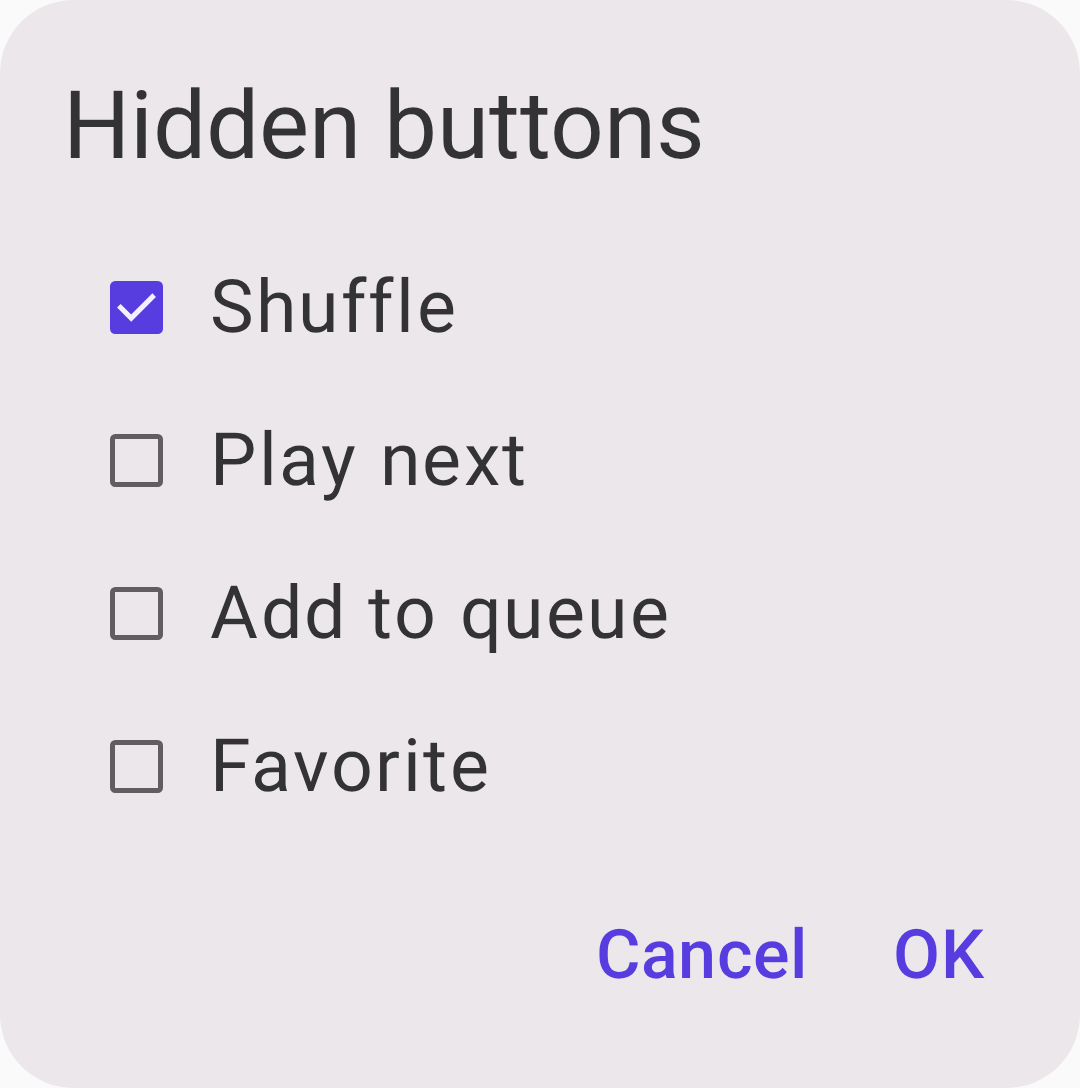 Hidden buttons
Shuffle
Play next
Add to queue
Favorite
Cancel OK